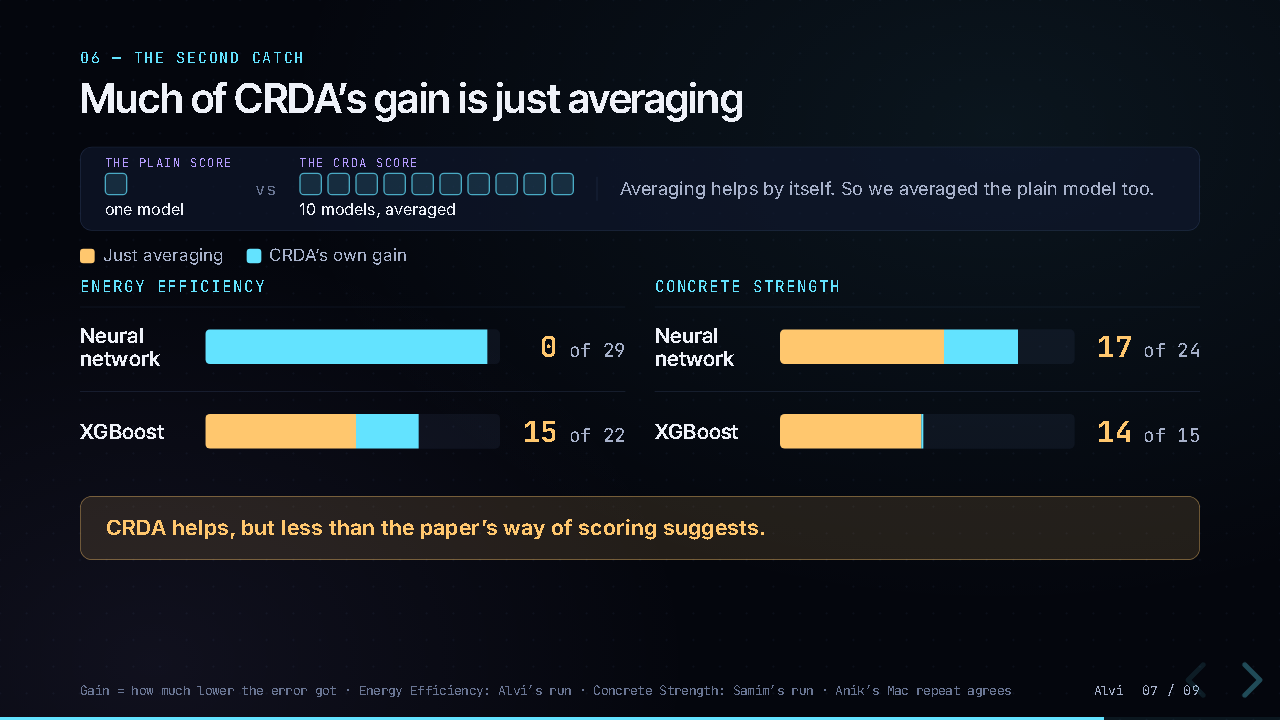 06 — THE SECOND CATCH
Much of CRDA’s gain is just averaging
THE PLAIN SCORE
one model
VS
THE CRDA SCORE
10 models, averaged
Averaging helps by itself. So we averaged the plain model too.
Just averaging
CRDA’s own gain
ENERGY EFFICIENCY
Neural
network
0 of 29
XGBoost
15 of 22
CONCRETE STRENGTH
Neural
network
17 of 24
XGBoost
14 of 15
CRDA helps, but less than the paper’s way of scoring suggests.
Gain = how much lower the error got · Energy Efficiency: Alvi’s run · Concrete Strength: Samim’s run · Anik’s Mac repeat agrees
Alvi 07 / 09